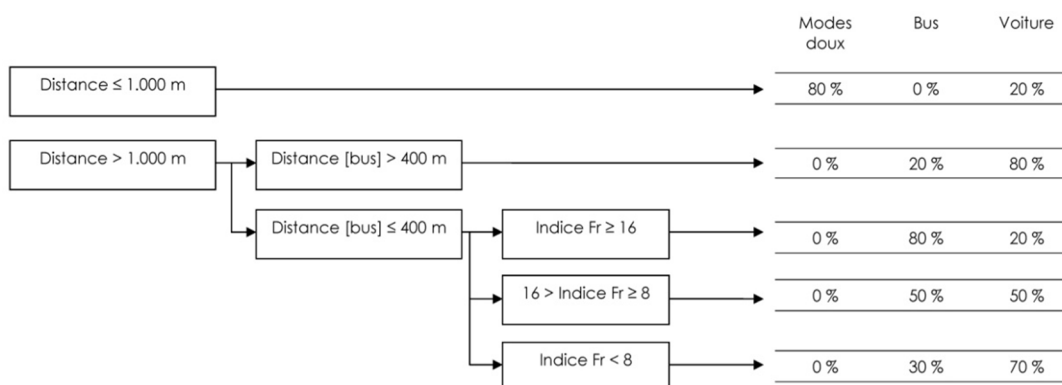 Modes Bus Voiture
doux
Distance ≤ 1.000 m 80 % 0 % 20 %
Distance > 1.000 m Distance [bus] > 400 m 0 % 20 % 80 %
Distance [bus] ≤ 400 m Indice Fr ≥ 16 0 % 80 % 20 %
16 > Indice Fr ≥ 8 0 % 50 % 50 %
Indice Fr < 8 0 % 30 % 70 %